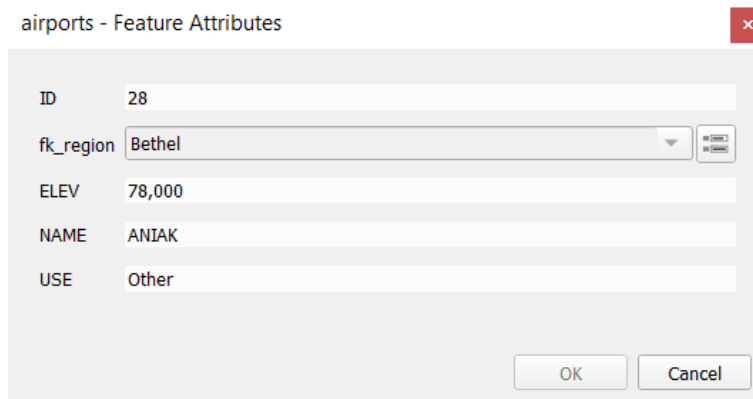 airports - Feature Attributes
ID 28
fk_region Bethel
ELEV 78,000
NAME ANIAK
USE Other
OK Cancel